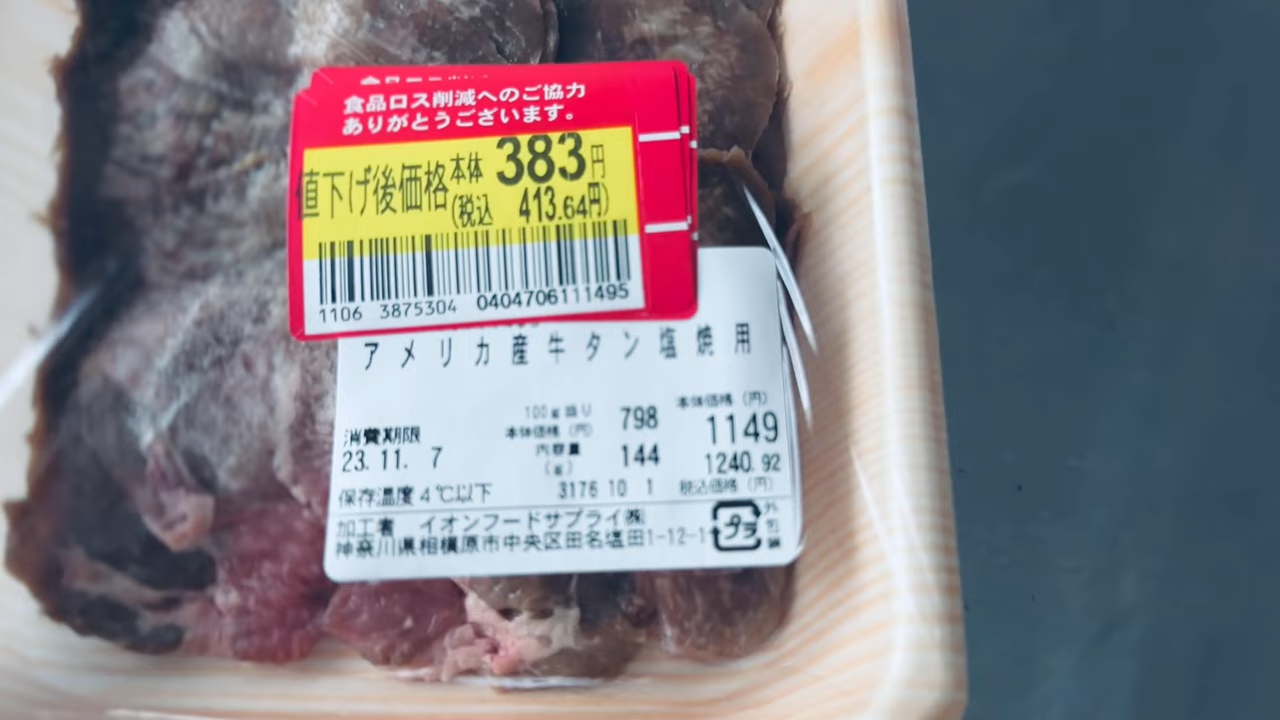 食品ロス削減へのご協力
ありがとうございます。
値下げ後価格 本体 383円
(税込 413.64円)
1106 3875304 0404706111495
アメリカ産牛タン塩焼用
100g当り 本体価格(円) 798
本体価格(円) 1149
消費期限 23.11. 7
内容量(g) 144
1240.92 税込価格(円)
保存温度4℃以下 3176 10 1
加工者 イオンフードサプライ㈱
神奈川県相模原市中央区田名塩田1-12-1
プラ 外包装